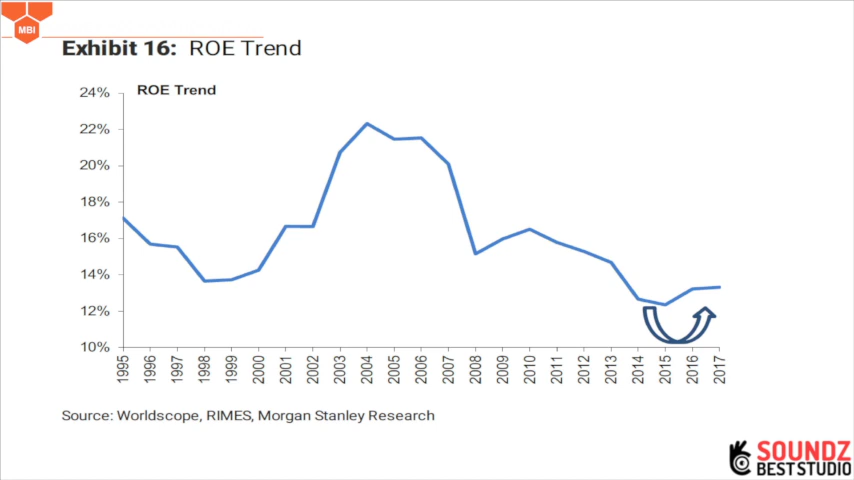 MBI
Exhibit 16: ROE Trend
ROE Trend
24%
22%
20%
18%
16%
14%
12%
10%
1995 1996 1997 1998 1999 2000 2001 2002 2003 2004 2005 2006 2007 2008 2009 2010 2011 2012 2013 2014 2015 2016 2017
Source: Worldscope, RIMES, Morgan Stanley Research
SOUNDZ
BEST STUDIO